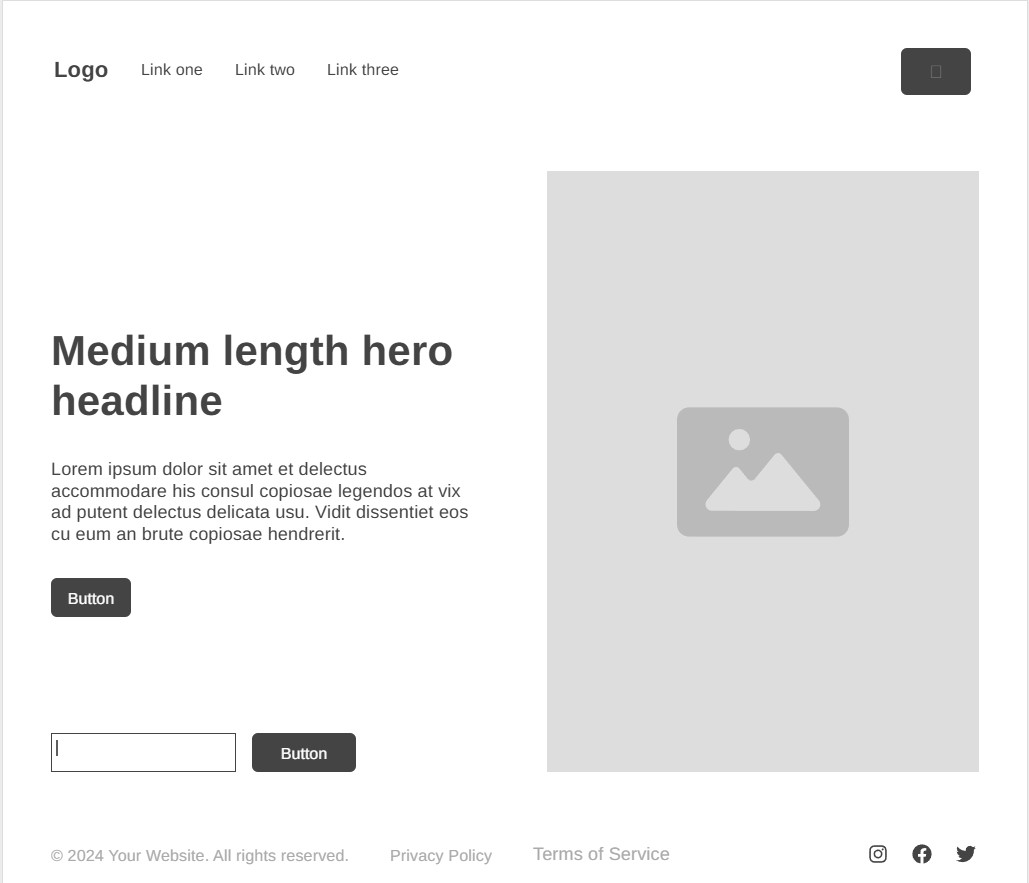 Logo
Link one
Link two
Link three
Medium length hero
headline
Lorem ipsum dolor sit amet et delectus
accommodare his consul copiosae legendos at vix
ad putent delectus delicata usu. Vidit dissentiet eos
cu eum an brute copiosae hendrerit.
Button
Button
© 2024 Your Website. All rights reserved.
Privacy Policy
Terms of Service